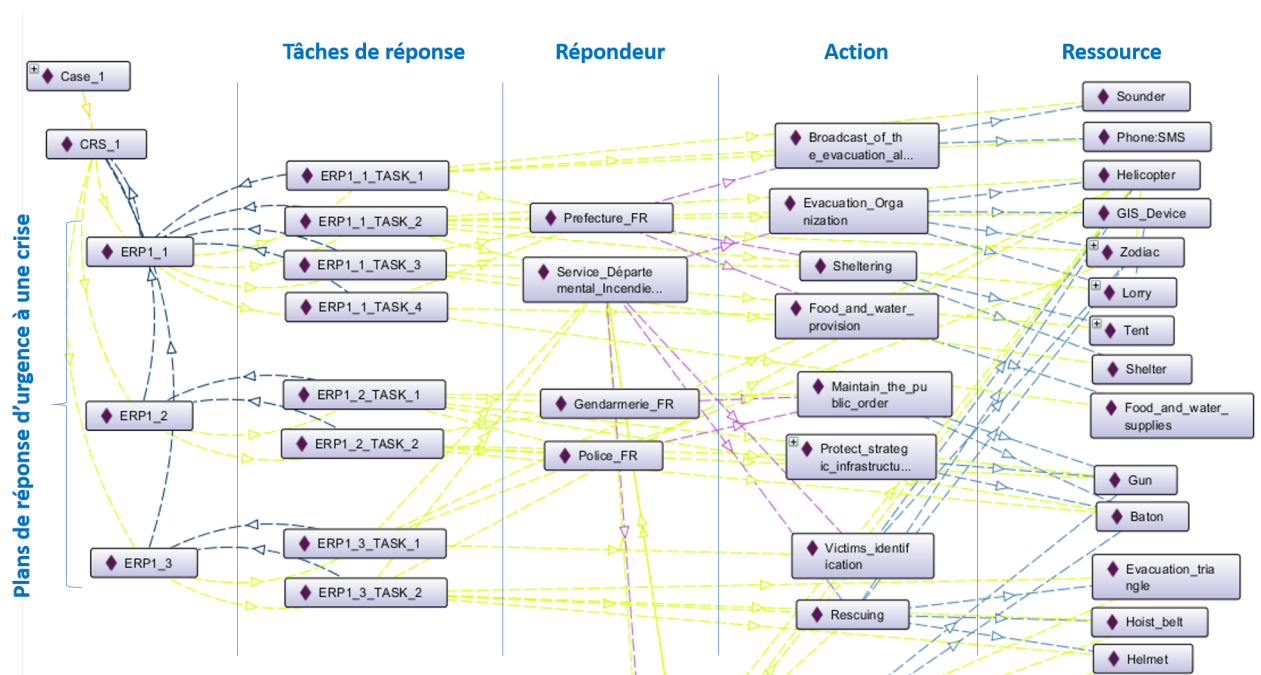 Tâches de réponse
Répondeur
Action
Ressource
Plans de réponse d'urgence à une crise
Case_1
CRS_1
ERP1_1
ERP1_2
ERP1_3
ERP1_1_TASK_1
ERP1_1_TASK_2
ERP1_1_TASK_3
ERP1_1_TASK_4
ERP1_2_TASK_1
ERP1_2_TASK_2
ERP1_3_TASK_1
ERP1_3_TASK_2
Prefecture_FR
Service_Départe
mental_Incendie...
Gendarmerie_FR
Police_FR
Broadcast_of_th
e_evacuation_al...
Evacuation_Orga
nization
Sheltering
Food_and_water_
provision
Maintain_the_pu
blic_order
Protect_strateg
ic_infrastructu...
Victims_identif
ication
Rescuing
Sounder
Phone:SMS
Helicopter
GIS_Device
Zodiac
Lorry
Tent
Shelter
Food_and_water_
supplies
Gun
Baton
Evacuation_tria
ngle
Hoist_belt
Helmet